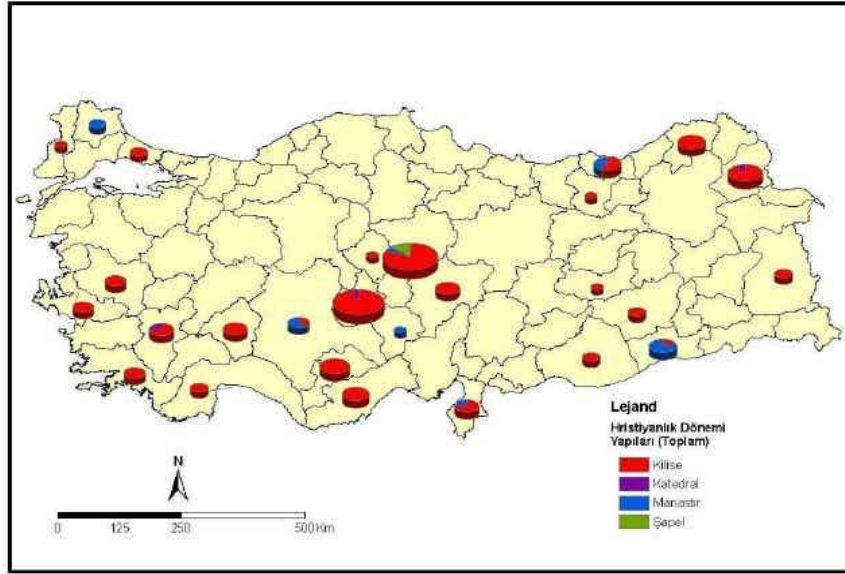 Lejand
Hristiyanlık Dönemi
Yapıları (Toplam)
Kilise
Katedral
Manastır
Şapel
N
0 125 250 500 Km